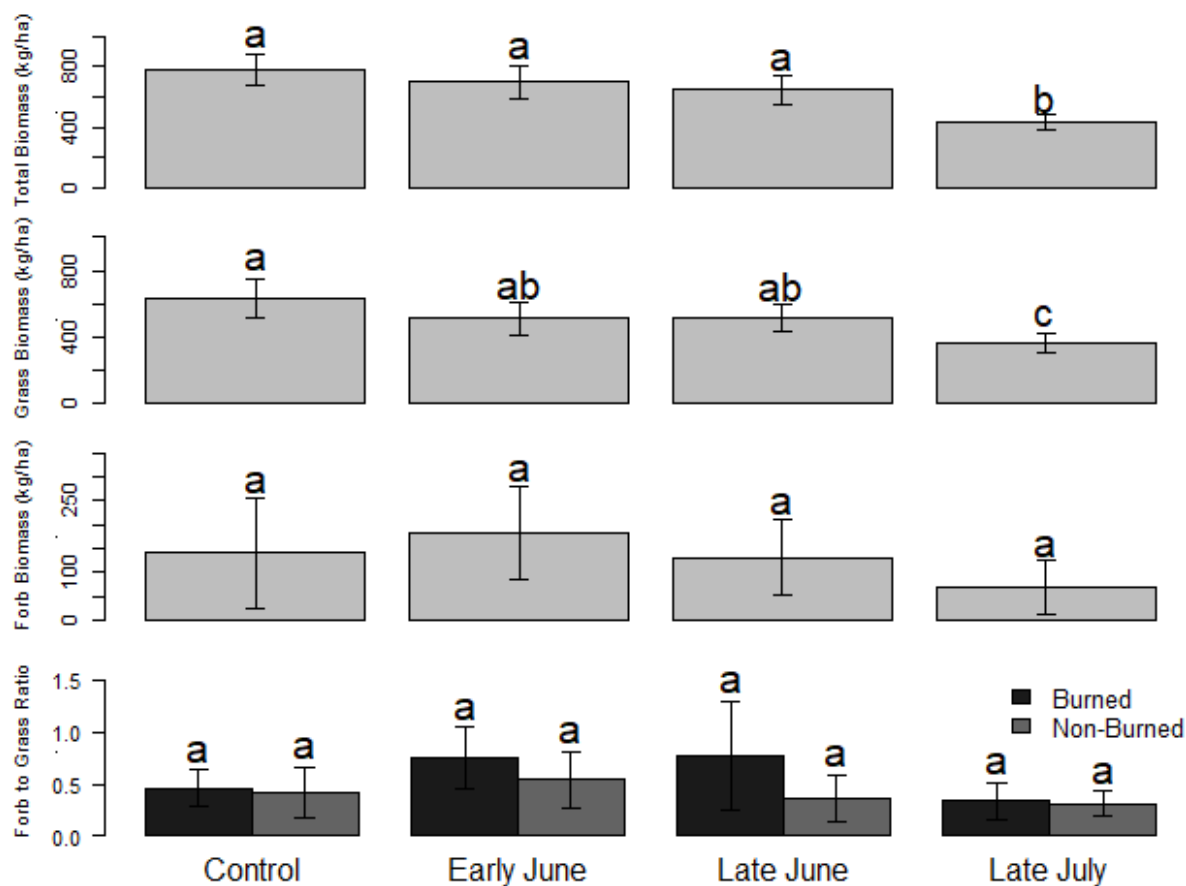 Total Biomass (kg/ha)
800
400
0
a
a
a
b
Grass Biomass (kg/ha)
800
400
0
a
ab
ab
c
Forb Biomass (kg/ha)
250
100
0
a
a
a
a
Forb to Grass Ratio
1.5
1.0
0.5
0.0
a
a
a
a
a
a
a
a
Burned
Non-Burned
Control
Early June
Late June
Late July